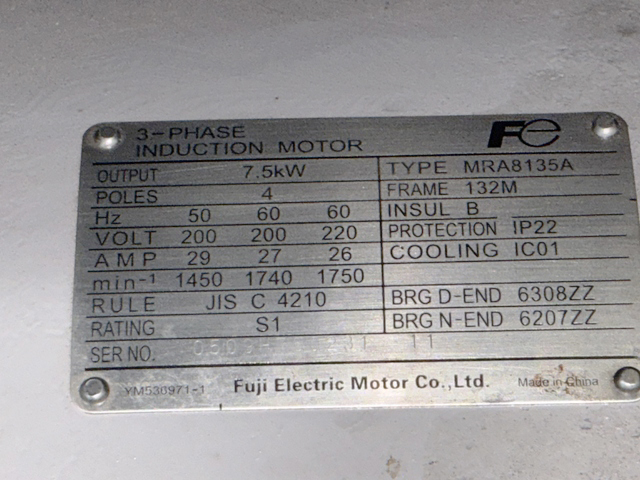 3-PHASE
INDUCTION MOTOR
Fe
OUTPUT 7.5kW
POLES 4
Hz 50 60 60
VOLT 200 200 220
AMP 29 27 26
min-1 1450 1740 1750
RULE JIS C 4210
RATING S1
SER NO.
TYPE MRA8135A
FRAME 132M
INSUL B
PROTECTION IP22
COOLING IC01
BRG D-END 6308ZZ
BRG N-END 6207ZZ
YM530971-1 Fuji Electric Motor Co.,Ltd. Made in China